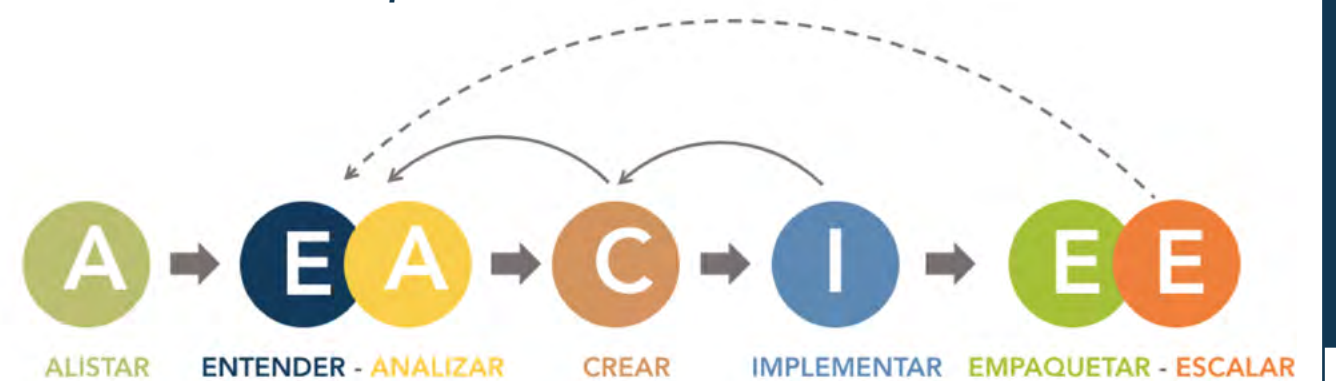 A E A C I E E
ALISTAR ENTENDER - ANALIZAR CREAR IMPLEMENTAR EMPAQUETAR - ESCALAR